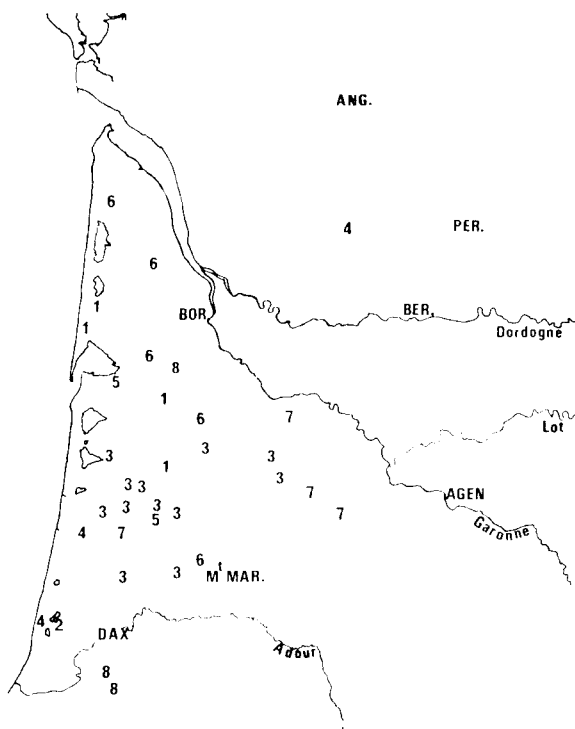 ANG.
6
4 PER.
6
1 BOR. BER.
1 Dordogne
6
5 8
1
6 7
Lot
3 3 3
1
3
3 3 7 AGEN
3 3 3 3 7
5 Garonne
4 7
6
3 3 Mt MAR.
4 2
DAX
Adour
8
8